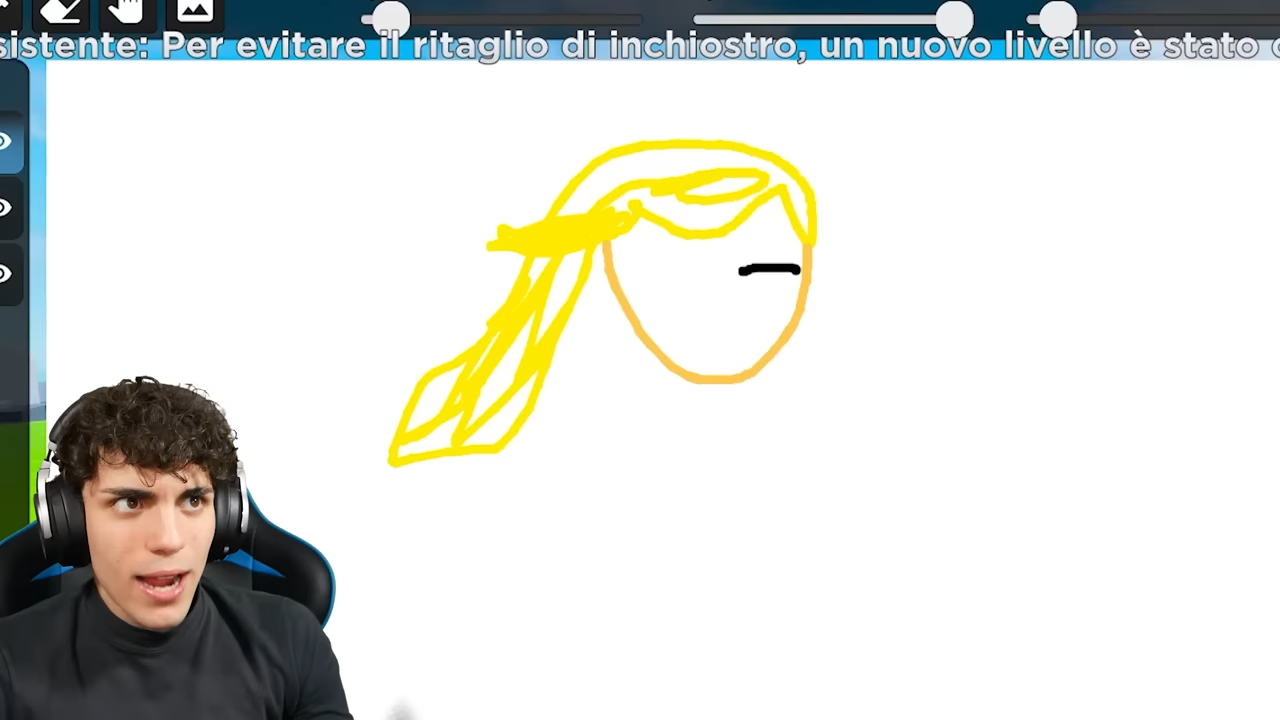 sistente: Per evitare il ritaglio di inchiostro, un nuovo livello è stato